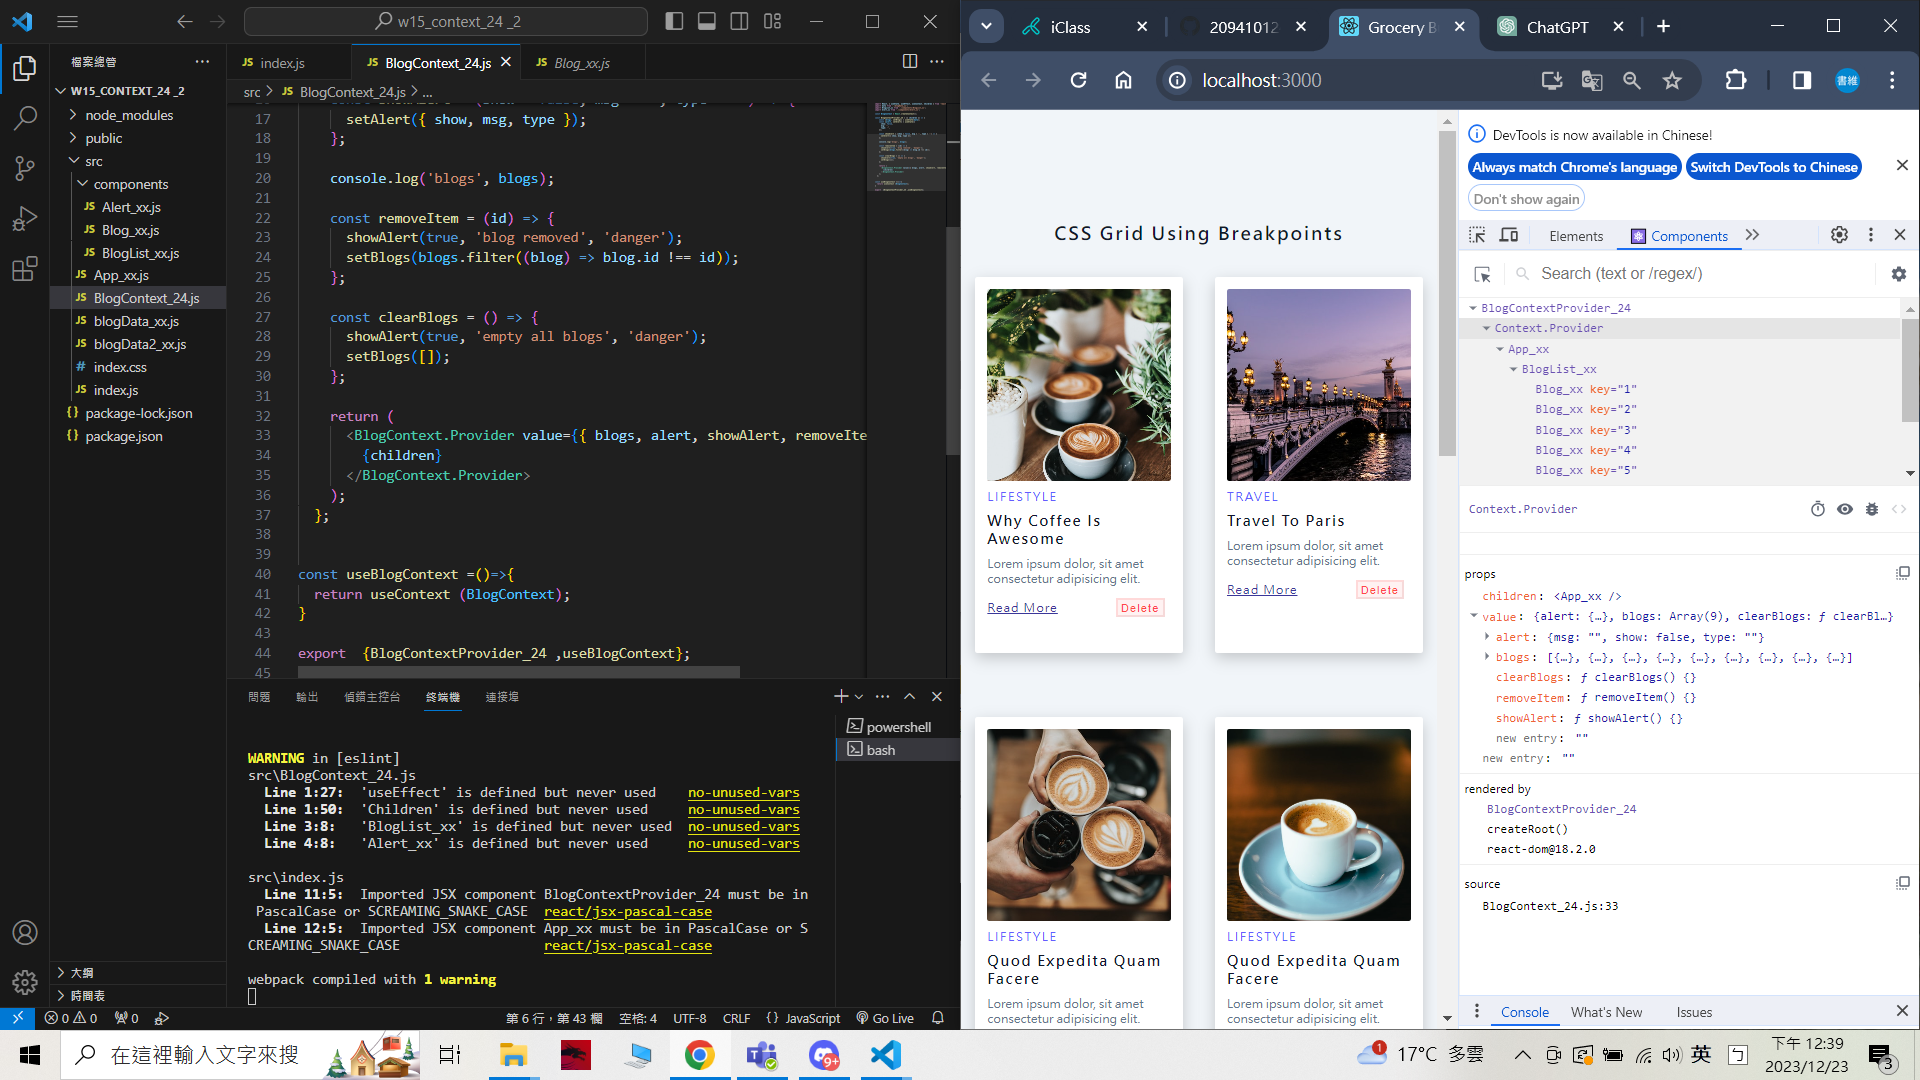 w15_context_24 _2
檔案總管
W15_CONTEXT_24 _2
node_modules
public
src
components
JS Alert_xx.js
JS Blog_xx.js
JS BlogList_xx.js
JS App_xx.js
JS BlogContext_24.js
JS blogData_xx.js
JS blogData2_xx.js
# index.css
JS index.js
{} package-lock.json
{} package.json
大綱
時間表
JS index.js
JS BlogContext_24.js
JS Blog_xx.js
src > JS BlogContext_24.js > ...
17 setAlert({ show, msg, type });
18 };
19
20 console.log('blogs', blogs);
21
22 const removeItem = (id) => {
23 showAlert(true, 'blog removed', 'danger');
24 setBlogs(blogs.filter((blog) => blog.id !== id));
25 };
26
27 const clearBlogs = () => {
28 showAlert(true, 'empty all blogs', 'danger');
29 setBlogs([]);
30 };
31
32 return (
33 <BlogContext.Provider value={{ blogs, alert, showAlert, removeIte
34 {children}
35 </BlogContext.Provider>
36 );
37 };
38
39
40 const useBlogContext =()=>{
41 return useContext (BlogContext);
42 }
43
44 export  {BlogContextProvider_24 ,useBlogContext};
45
問題 輸出 偵錯主控台 終端機 連接埠
powershell
bash
WARNING in [eslint]
src\BlogContext_24.js
Line 1:27: 'useEffect' is defined but never used no-unused-vars
Line 1:50: 'Children' is defined but never used no-unused-vars
Line 3:8: 'BlogList_xx' is defined but never used no-unused-vars
Line 4:8: 'Alert_xx' is defined but never used no-unused-vars
src\index.js
Line 11:5: Imported JSX component BlogContextProvider_24 must be in
PascalCase or SCREAMING_SNAKE_CASE react/jsx-pascal-case
Line 12:5: Imported JSX component App_xx must be in PascalCase or S
CREAMING_SNAKE_CASE react/jsx-pascal-case
webpack compiled with 1 warning
0 0 0 第 6 行，第 43 欄 空格: 4 UTF-8 CRLF {} JavaScript Go Live
iClass
20941012
Grocery B
ChatGPT
localhost:3000
書維
CSS Grid Using Breakpoints
LIFESTYLE
Why Coffee Is
Awesome
Lorem ipsum dolor, sit amet
consectetur adipisicing elit.
Read More Delete
TRAVEL
Travel To Paris
Lorem ipsum dolor, sit amet
consectetur adipisicing elit.
Read More Delete
LIFESTYLE
Quod Expedita Quam
Facere
Lorem ipsum dolor, sit amet
consectetur adipisicing elit.
LIFESTYLE
Quod Expedita Quam
Facere
Lorem ipsum dolor, sit amet
consectetur adipisicing elit.
DevTools is now available in Chinese!
Always match Chrome's language
Switch DevTools to Chinese
Don't show again
Elements
Components
Search (text or /regex/)
BlogContextProvider_24
Context.Provider
App_xx
BlogList_xx
Blog_xx key="1"
Blog_xx key="2"
Blog_xx key="3"
Blog_xx key="4"
Blog_xx key="5"
Context.Provider
props
children: <App_xx />
value: {alert: {…}, blogs: Array(9), clearBlogs: ƒ clearBl…}
alert: {msg: "", show: false, type: ""}
blogs: [{…}, {…}, {…}, {…}, {…}, {…}, {…}, {…}, {…}]
clearBlogs: ƒ clearBlogs() {}
removeItem: ƒ removeItem() {}
showAlert: ƒ showAlert() {}
new entry: ""
new entry: ""
rendered by
BlogContextProvider_24
createRoot()
react-dom@18.2.0
source
BlogContext_24.js:33
Console
What's New
Issues
在這裡輸入文字來搜
9+
1
17°C 多雲
英
ㄅ
下午 12:39
2023/12/23
3